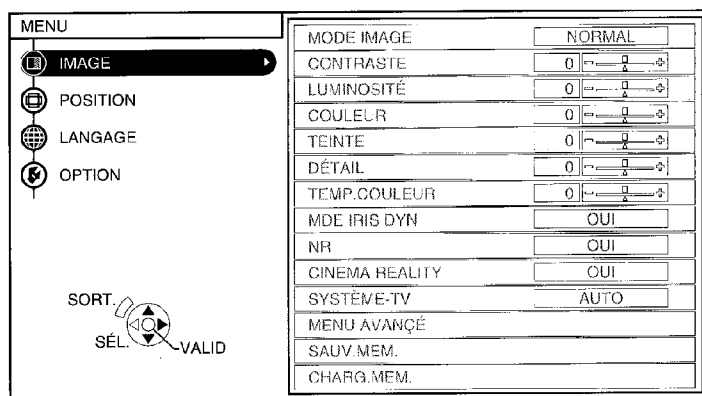 MENU
IMAGE
POSITION
LANGAGE
OPTION
SORT.
SÉL.
VALID
MODE IMAGE NORMAL
CONTRASTE 0
LUMINOSITÉ 0
COULEUR 0
TEINTE 0
DÉTAIL 0
TEMP.COULEUR 0
MDE IRIS DYN OUI
NR OUI
CINEMA REALITY OUI
SYSTÈME-TV AUTO
MENU AVANÇÉ
SAUV.MEM.
CHARG.MEM.